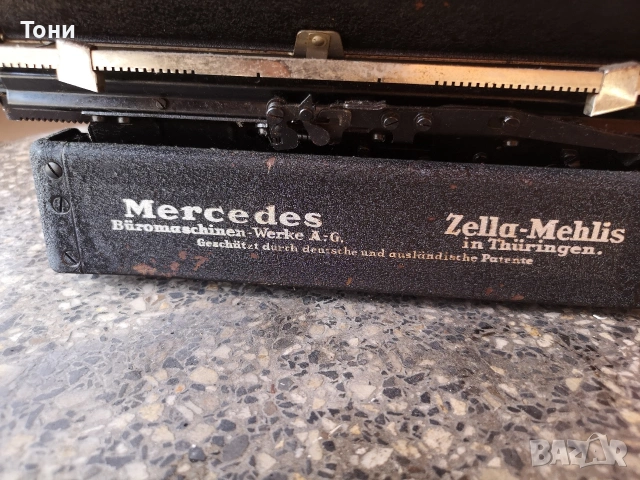 Тони
Mercedes
Büromaschinen-Werke A.-G.
Zella-Mehlis
in Thüringen.
Geschützt durch deutsche und ausländische Patente
BAZAR